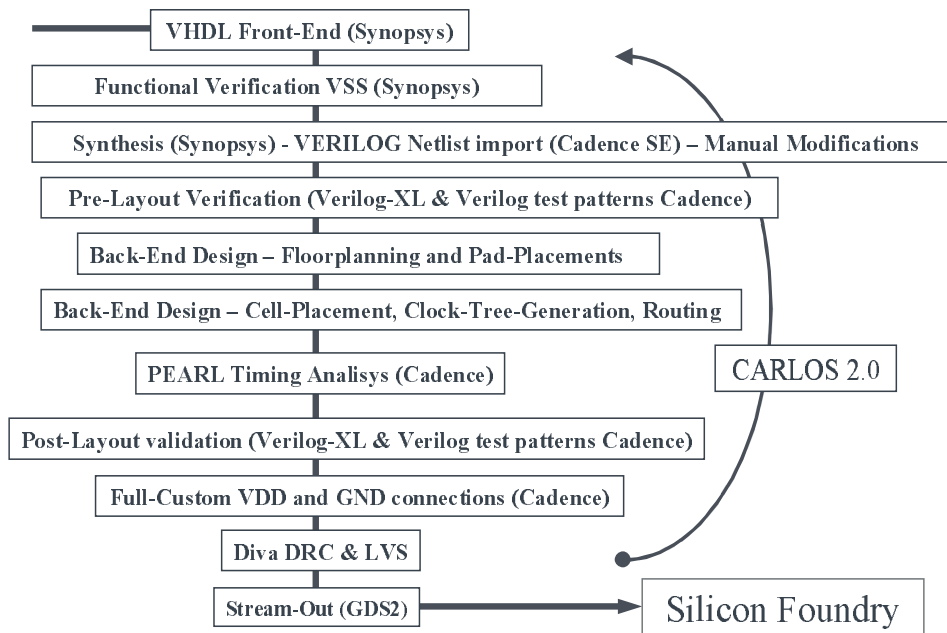 VHDL Front-End (Synopsys)
Functional Verification VSS (Synopsys)
Synthesis (Synopsys) - VERILOG Netlist import (Cadence SE) – Manual Modifications
Pre-Layout Verification (Verilog-XL & Verilog test patterns Cadence)
Back-End Design – Floorplanning and Pad-Placements
Back-End Design – Cell-Placement, Clock-Tree-Generation, Routing
PEARL Timing Analisys (Cadence)
CARLOS 2.0
Post-Layout validation (Verilog-XL & Verilog test patterns Cadence)
Full-Custom VDD and GND connections (Cadence)
Diva DRC & LVS
Stream-Out (GDS2)
Silicon Foundry